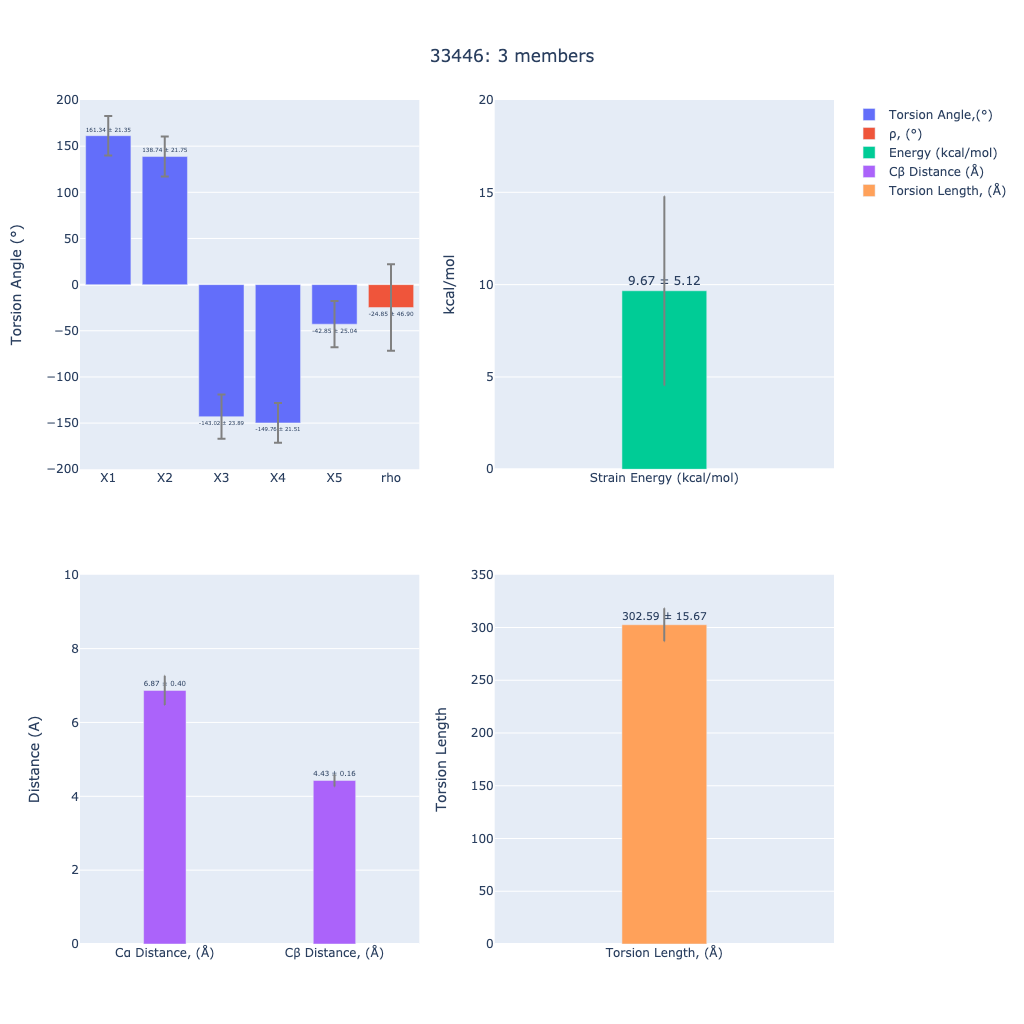 33446: 3 members
Torsion Angle (°)
200
150
100
50
0
−50
−100
−150
−200
161.34 ± 21.35
138.74 ± 21.75
-143.02 ± 23.89
-149.76 ± 21.51
-42.85 ± 25.04
-24.85 ± 46.90
X1 X2 X3 X4 X5 rho
kcal/mol
20
15
10
5
0
9.67 ± 5.12
Strain Energy (kcal/mol)
Torsion Angle,(°)
ρ, (°)
Energy (kcal/mol)
Cβ Distance (Å)
Torsion Length, (Å)
Distance (A)
10
8
6
4
2
0
6.87 ± 0.40
4.43 ± 0.16
Cα Distance, (Å) Cβ Distance, (Å)
Torsion Length
350
300
250
200
150
100
50
0
302.59 ± 15.67
Torsion Length, (Å)